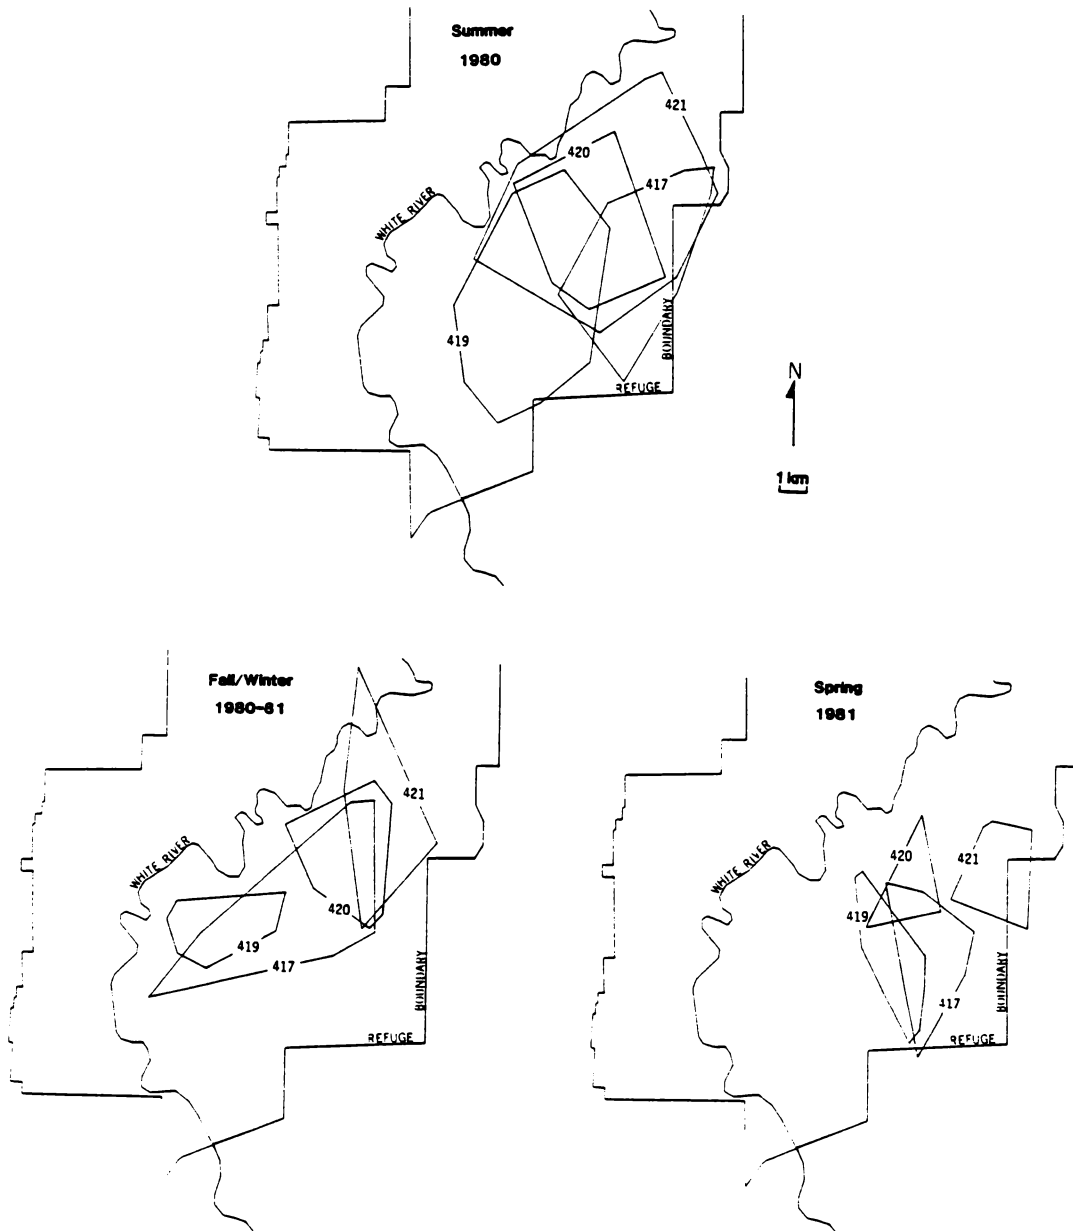 Summer
1980
421
420
417
WHITE RIVER
419
BOUNDARY
REFUGE
N
1 km
Fall/Winter
1980-81
421
WHITE RIVER
420
419
417
BOUNDARY
REFUGE
Spring
1981
420
421
WHITE RIVER
419
417
BOUNDARY
REFUGE